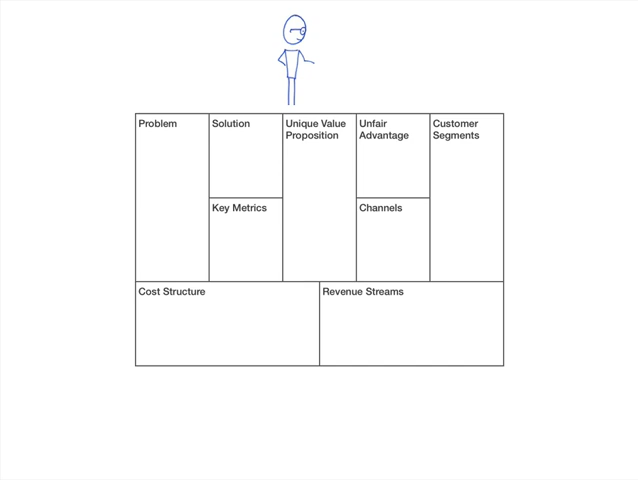 Problem
Solution
Unique Value
Proposition
Unfair
Advantage
Customer
Segments
Key Metrics
Channels
Cost Structure
Revenue Streams